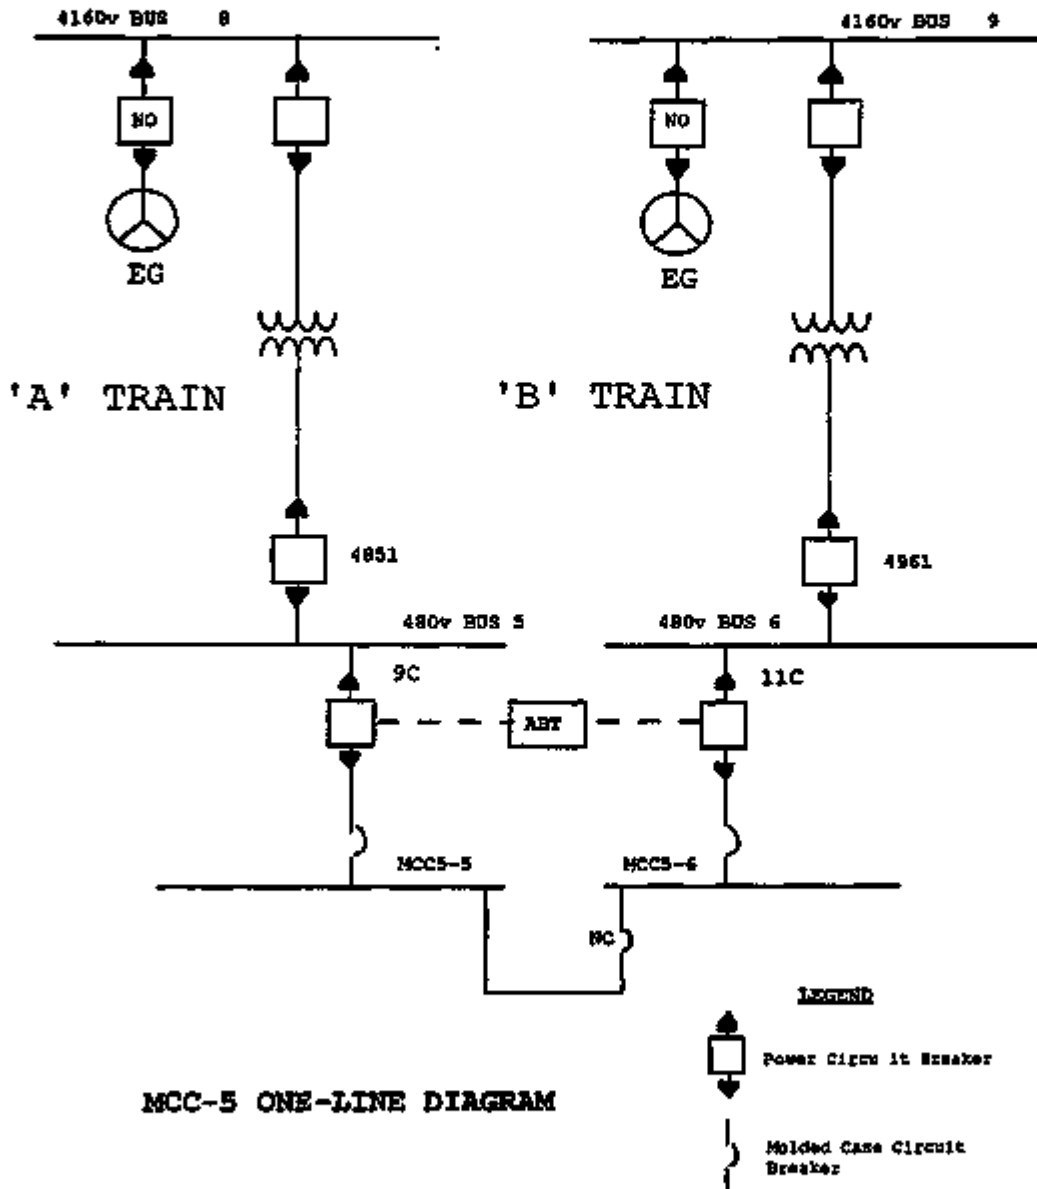 4160v BUS 8
4160v BUS 9
NO
NO
EG
EG
'A' TRAIN
'B' TRAIN
4851
4961
480v BUS 5
480v BUS 6
9C
11C
ABT
MCC5-5
MCC5-6
NC
LEGEND
Power Circuit Breaker
MCC-5 ONE-LINE DIAGRAM
Molded Case Circuit
Breaker